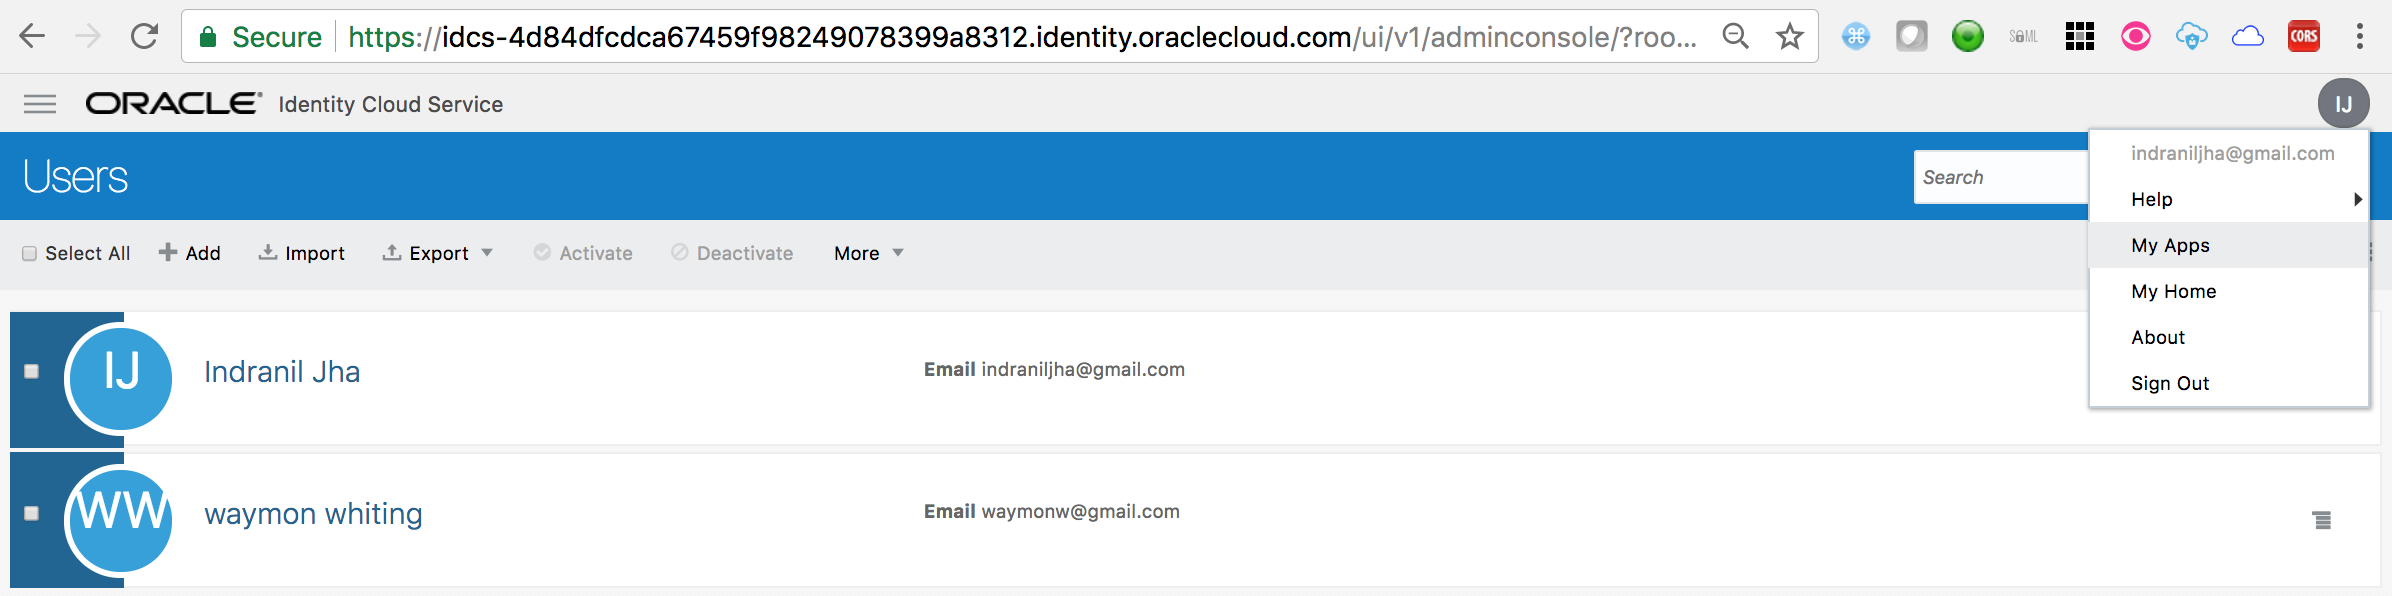 Secure https://idcs-4d84dfcdca67459f98249078399a8312.identity.oraclecloud.com/ui/v1/adminconsole/?roo... SAML CORS
ORACLE Identity Cloud Service IJ
Users Search
indraniljha@gmail.com
Help
My Apps
My Home
About
Sign Out
Select All Add Import Export Activate Deactivate More
IJ Indranil Jha Email indraniljha@gmail.com
WW waymon whiting Email waymonw@gmail.com